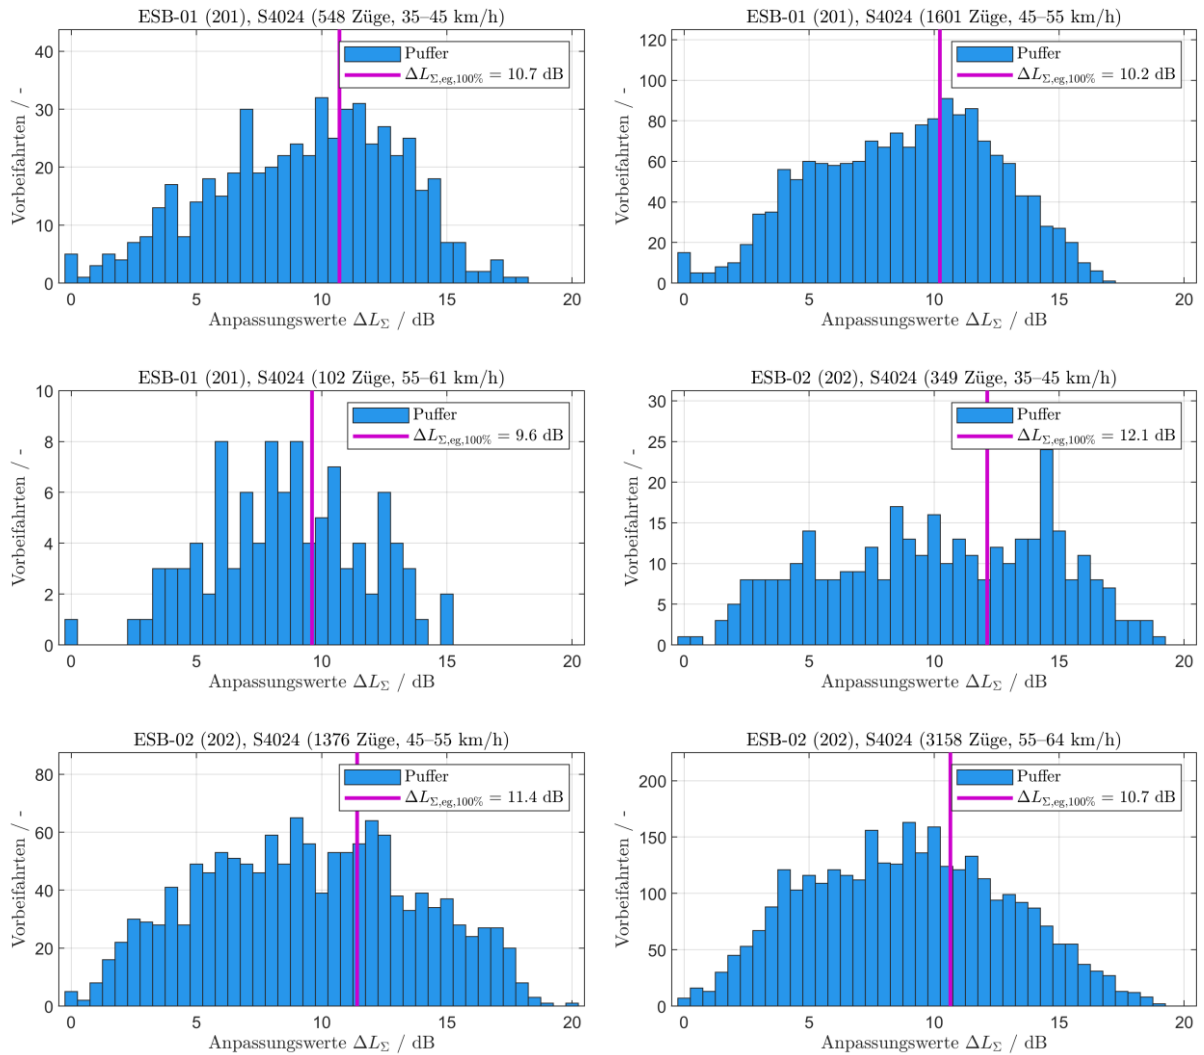 ESB-01 (201), S4024 (548 Züge, 35–45 km/h)
40
30
20
10
0
Vorbeifahrten / -
Puffer
ΔL_Σ,eg,100% = 10.7 dB
0 5 10 15 20
Anpassungswerte ΔL_Σ / dB
ESB-01 (201), S4024 (1601 Züge, 45–55 km/h)
120
100
80
60
40
20
0
Vorbeifahrten / -
Puffer
ΔL_Σ,eg,100% = 10.2 dB
0 5 10 15 20
Anpassungswerte ΔL_Σ / dB
ESB-01 (201), S4024 (102 Züge, 55–61 km/h)
10
8
6
4
2
0
Vorbeifahrten / -
Puffer
ΔL_Σ,eg,100% = 9.6 dB
0 5 10 15 20
Anpassungswerte ΔL_Σ / dB
ESB-02 (202), S4024 (349 Züge, 35–45 km/h)
30
25
20
15
10
5
0
Vorbeifahrten / -
Puffer
ΔL_Σ,eg,100% = 12.1 dB
0 5 10 15 20
Anpassungswerte ΔL_Σ / dB
ESB-02 (202), S4024 (1376 Züge, 45–55 km/h)
80
60
40
20
0
Vorbeifahrten / -
Puffer
ΔL_Σ,eg,100% = 11.4 dB
0 5 10 15 20
Anpassungswerte ΔL_Σ / dB
ESB-02 (202), S4024 (3158 Züge, 55–64 km/h)
200
150
100
50
0
Vorbeifahrten / -
Puffer
ΔL_Σ,eg,100% = 10.7 dB
0 5 10 15 20
Anpassungswerte ΔL_Σ / dB